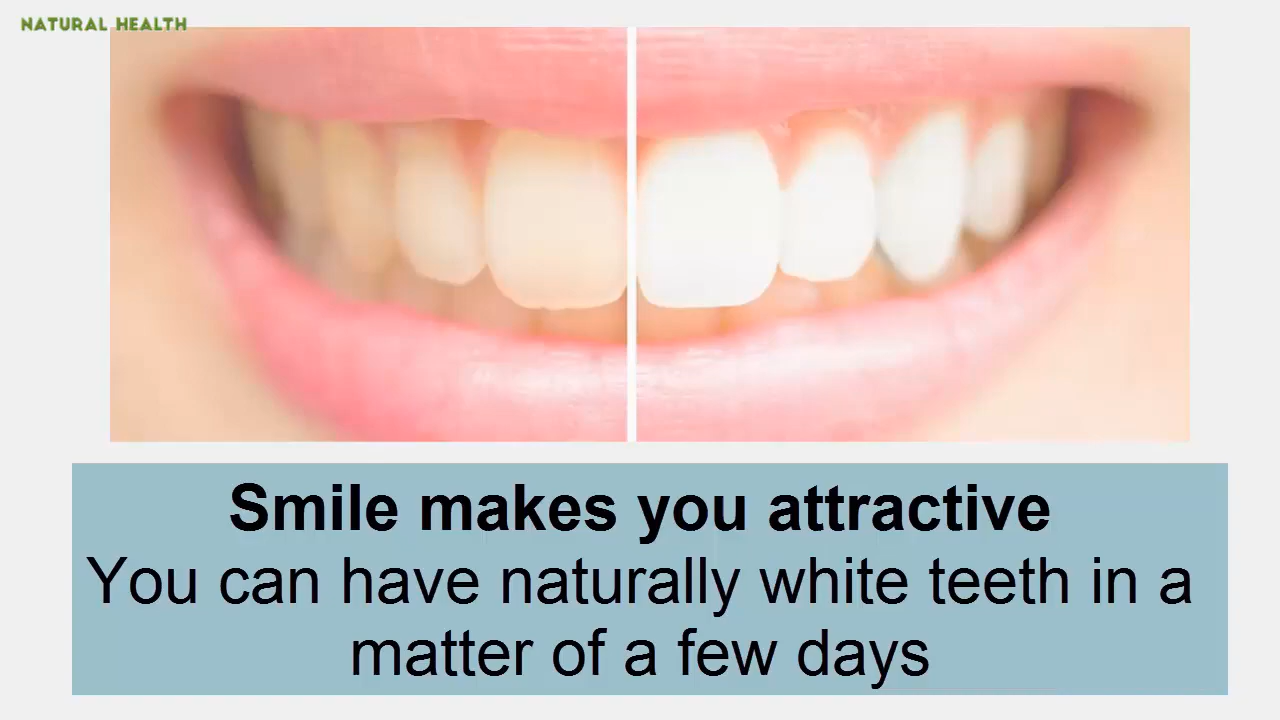 NATURAL HEALTH
Smile makes you attractive
You can have naturally white teeth in a
matter of a few days